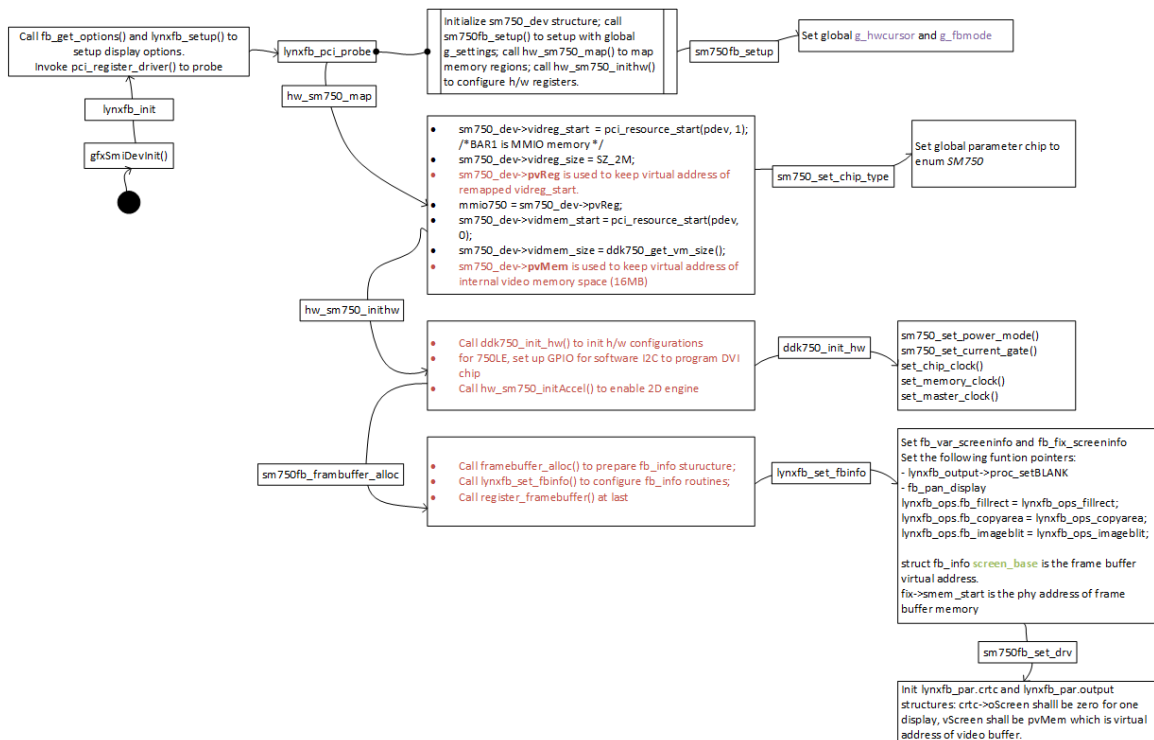 Call fb_get_options() and lynxfb_setup() to
setup display options.
Invoke pci_register_driver() to probe
lynxfb_init
gfxSmiDevInit()
lynxfb_pci_probe
Initialize sm750_dev structure; call
sm750fb_setup() to setup with global
g_settings; call hw_sm750_map() to map
memory regions; call hw_sm750_inithw()
to configure h/w registers.
sm750fb_setup
Set global g_hwcursor and g_fbmode
hw_sm750_map
• sm750_dev->vidreg_start = pci_resource_start(pdev, 1);
/*BAR1 is MMIO memory */
• sm750_dev->vidreg_size = SZ_2M;
• sm750_dev->pvReg is used to keep virtual address of
remapped vidreg_start.
• mmio750 = sm750_dev->pvReg;
• sm750_dev->vidmem_start = pci_resource_start(pdev,
0);
• sm750_dev->vidmem_size = ddk750_get_vm_size();
• sm750_dev->pvMem is used to keep virtual address of
internal video memory space (16MB)
sm750_set_chip_type
Set global parameter chip to
enum SM750
hw_sm750_inithw
• Call ddk750_init_hw() to init h/w configurations
• for 750LE, set up GPIO for software I2C to program DVI
chip
• Call hw_sm750_initAccel() to enable 2D engine
ddk750_init_hw
sm750_set_power_mode()
sm750_set_current_gate()
set_chip_clock()
set_memory_clock()
set_master_clock()
sm750fb_frambuffer_alloc
• Call framebuffer_alloc() to prepare fb_info sturucture;
• Call lynxfb_set_fbinfo() to configure fb_info routines;
• Call register_framebuffer() at last
lynxfb_set_fbinfo
Set fb_var_screeninfo and fb_fix_screeninfo
Set the following funtion pointers:
- lynxfb_output->proc_setBLANK
- fb_pan_display
lynxfb_ops.fb_fillrect = lynxfb_ops_fillrect;
lynxfb_ops.fb_copyarea = lynxfb_ops_copyarea;
lynxfb_ops.fb_imageblit = lynxfb_ops_imageblit;
struct fb_info screen_base is the frame buffer
virtual address.
fix->smem_start is the phy address of frame
buffer memory
sm750fb_set_drv
Init lynxfb_par.crtc and lynxfb_par.output
structures: crtc->oScreen shalll be zero for one
display, vScreen shall be pvMem which is virtual
address of video buffer.